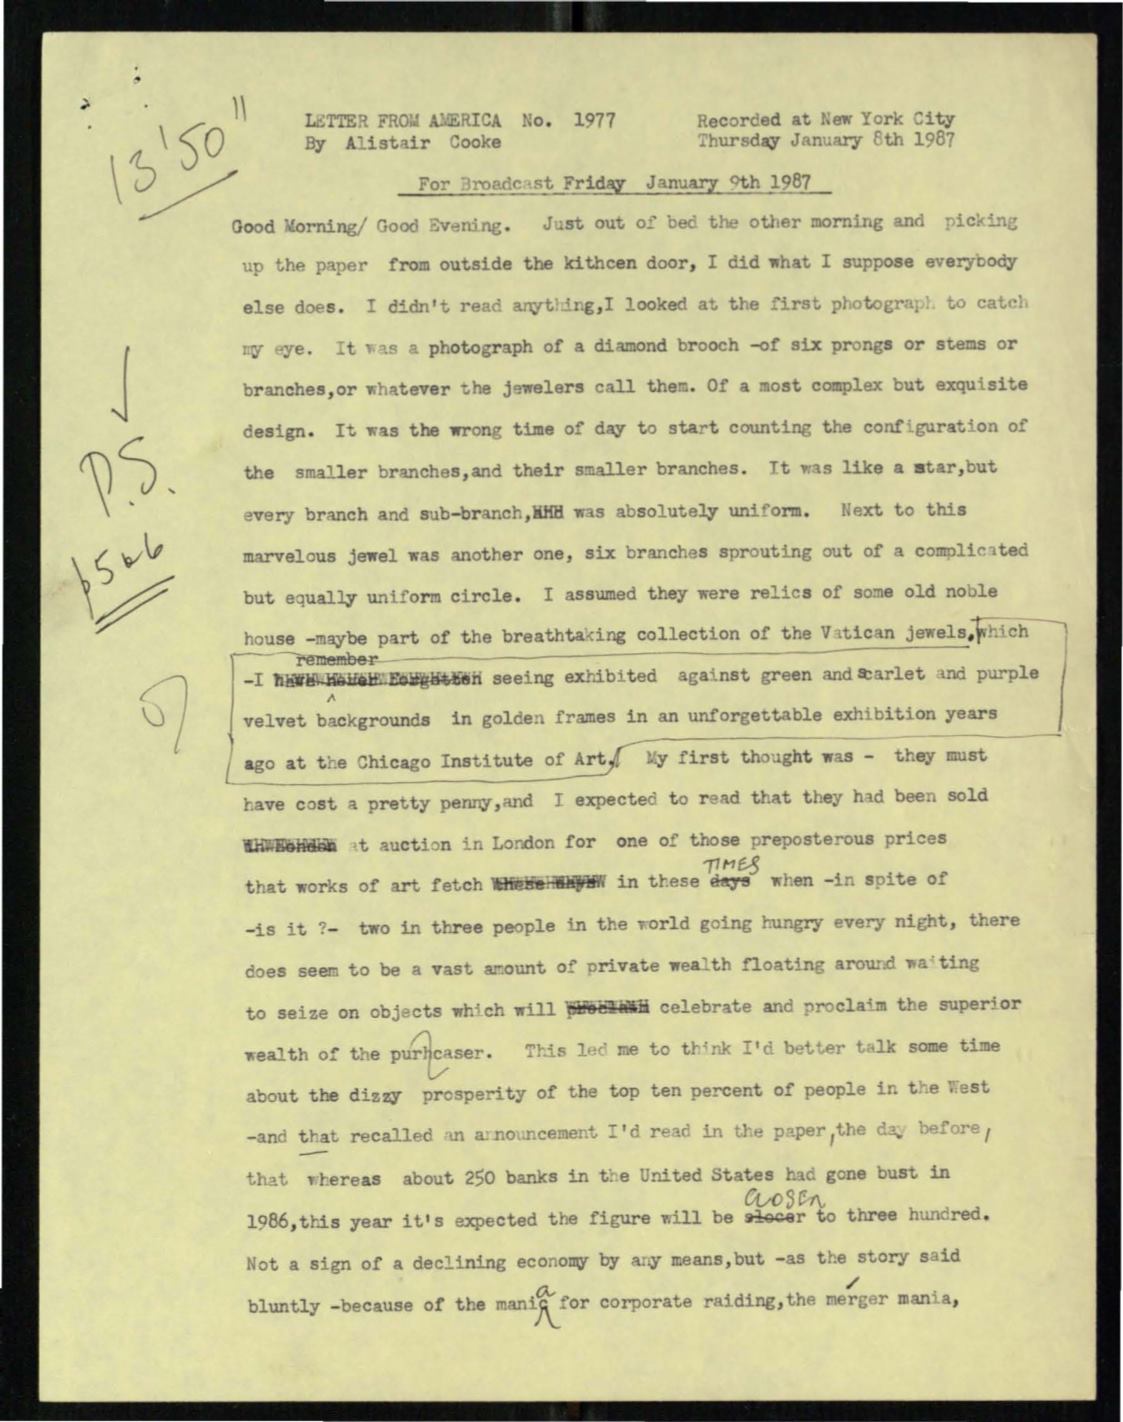 13'50"
LETTER FROM AMERICA No. 1977
By Alistair Cooke
Recorded at New York City
Thursday January 8th 1987
For Broadcast Friday January 9th 1987
Good Morning/ Good Evening. Just out of bed the other morning and picking
up the paper from outside the kithcen door, I did what I suppose everybody
else does. I didn't read anything,I looked at the first photograph to catch
my eye. It was a photograph of a diamond brooch -of six prongs or stems or
branches,or whatever the jewelers call them. Of a most complex but exquisite
design. It was the wrong time of day to start counting the configuration of
the smaller branches,and their smaller branches. It was like a star,but
every branch and sub-branch, was absolutely uniform. Next to this
marvelous jewel was another one, six branches sprouting out of a complicated
but equally uniform circle. I assumed they were relics of some old noble
house -maybe part of the breathtaking collection of the Vatican jewels. which
remember
-I have never forgotten seeing exhibited against green and scarlet and purple
velvet backgrounds in golden frames in an unforgettable exhibition years
ago at the Chicago Institute of Art. My first thought was - they must
have cost a pretty penny,and I expected to read that they had been sold
at auction in London for one of those preposterous prices
TIMES
that works of art fetch these days in these days when -in spite of
-is it ?- two in three people in the world going hungry every night, there
does seem to be a vast amount of private wealth floating around waiting
to seize on objects which will proclaim celebrate and proclaim the superior
wealth of the purhcaser. This led me to think I'd better talk some time
about the dizzy prosperity of the top ten percent of people in the West
-and that recalled an announcement I'd read in the paper,the day before,
that whereas about 250 banks in the United States had gone bust in
CLOSER
1986,this year it's expected the figure will be slocer to three hundred.
Not a sign of a declining economy by any means,but -as the story said
a
bluntly -because of the mania for corporate raiding,the merger mania,
P.S.